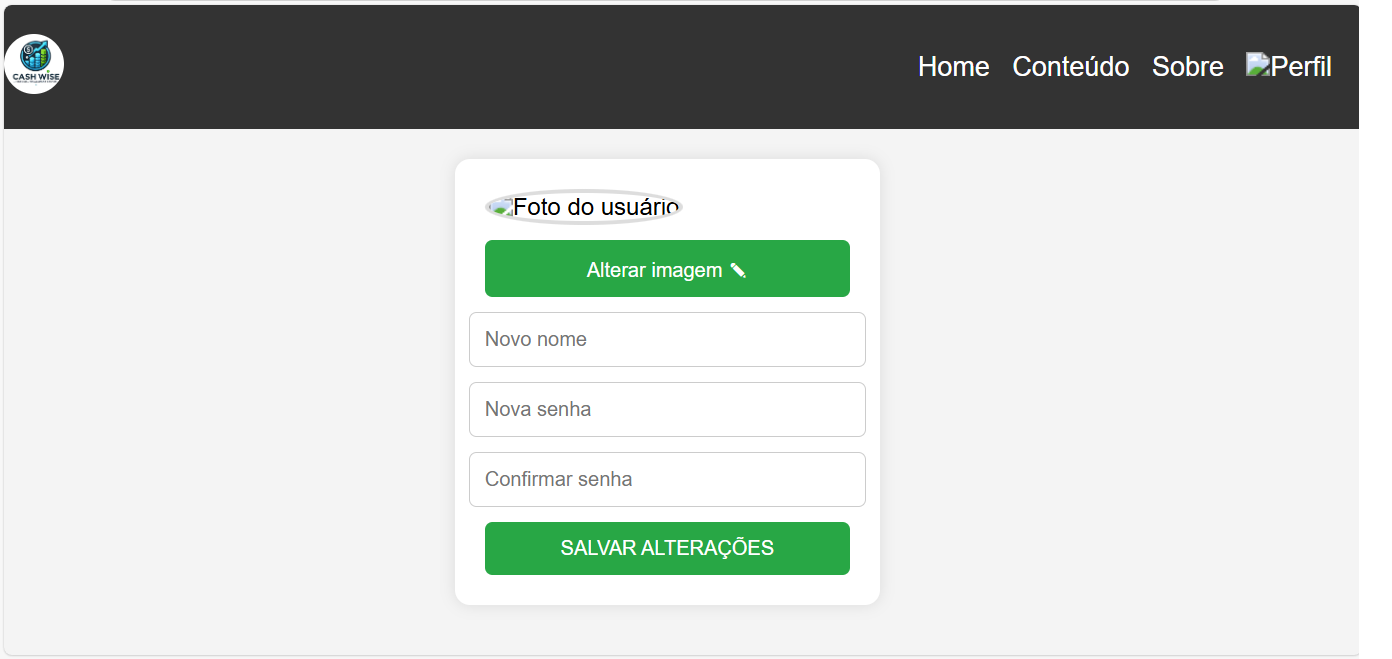 CASH WISE
Home Conteúdo Sobre Perfil
Foto do usuário
Alterar imagem
Novo nome
Nova senha
Confirmar senha
SALVAR ALTERAÇÕES